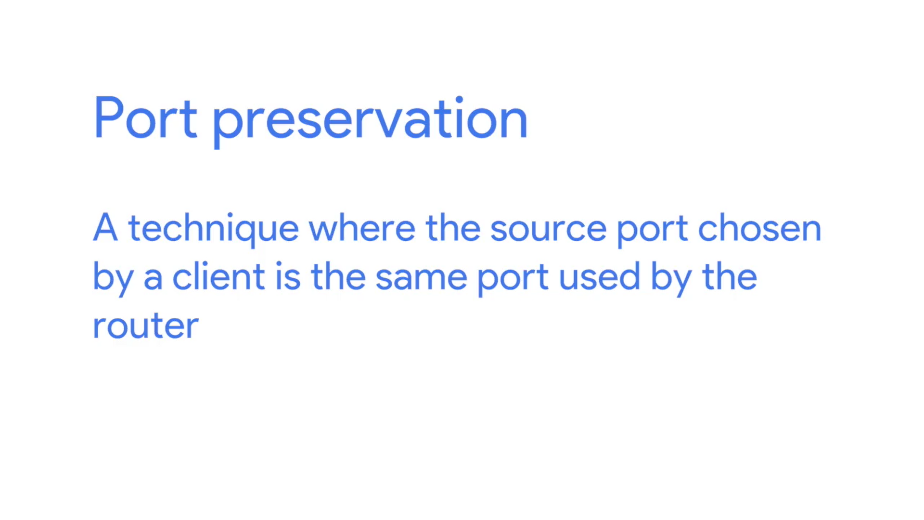 Port preservation
A technique where the source port chosen
by a client is the same port used by the
router